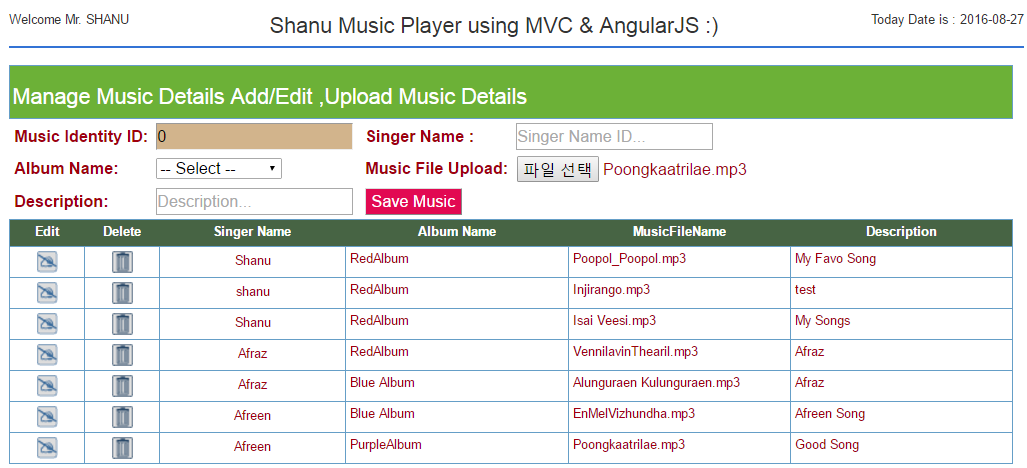 Welcome Mr. SHANU
Shanu Music Player using MVC & AngularJS :)
Today Date is : 2016-08-27
Manage Music Details Add/Edit ,Upload Music Details
Music Identity ID: 0 Singer Name : Singer Name ID...
Album Name: -- Select -- Music File Upload: 파일 선택 Poongkaatrilae.mp3
Description: Description... Save Music
Edit Delete Singer Name Album Name MusicFileName Description
Shanu RedAlbum Poopol_Poopol.mp3 My Favo Song
shanu RedAlbum Injirango.mp3 test
Shanu RedAlbum Isai Veesi.mp3 My Songs
Afraz RedAlbum VennilavinThearil.mp3 Afraz
Afraz Blue Album Alunguraen Kulunguraen.mp3 Afraz
Afreen Blue Album EnMelVizhundha.mp3 Afreen Song
Afreen PurpleAlbum Poongkaatrilae.mp3 Good Song